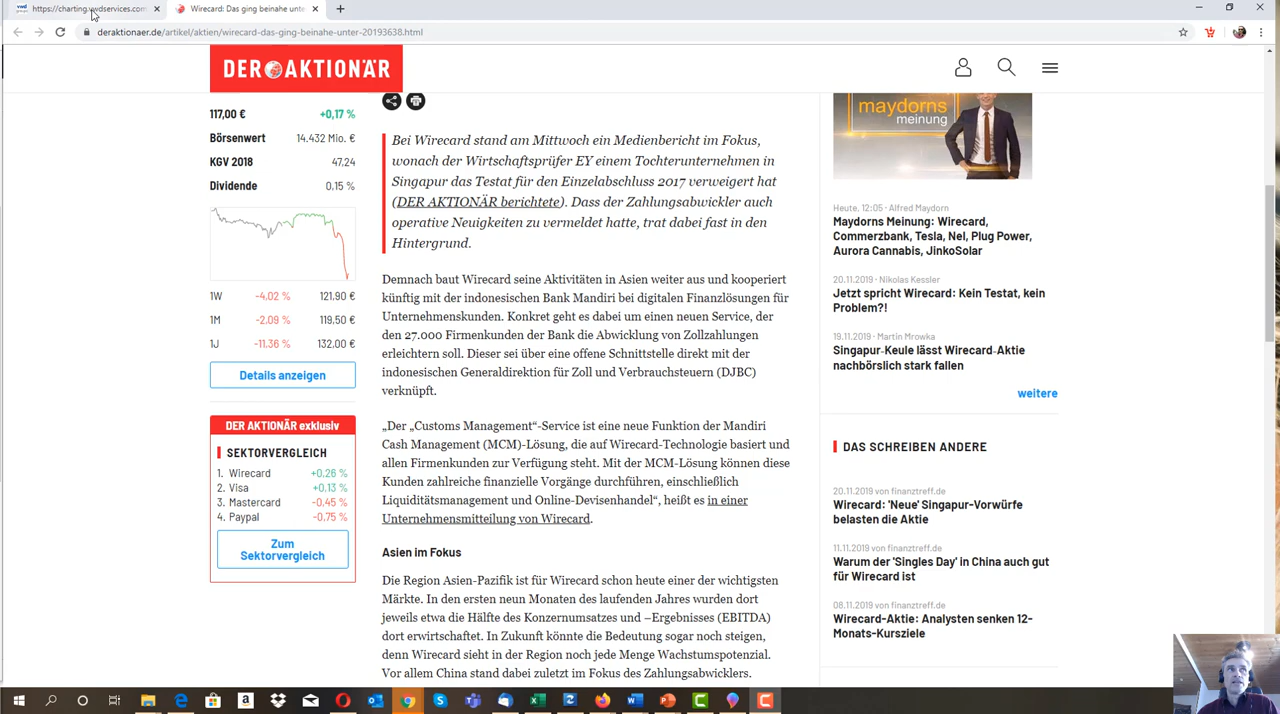 https://charting.vwdservices.com
Wirecard: Das ging beinahe unte
deraktionaer.de/artikel/aktien/wirecard-das-ging-beinahe-unter-20193638.html
DER AKTIONÄR
117,00 € +0,17 %
Börsenwert 14.432 Mio. €
KGV 2018 47,24
Dividende 0,15 %
1W -4,02 % 121,90 €
1M -2,09 % 119,50 €
1J -11,36 % 132,00 €
Details anzeigen
DER AKTIONÄR exklusiv
SEKTORVERGLEICH
1. Wirecard +0,26 %
2. Visa +0,13 %
3. Mastercard -0,45 %
4. Paypal -0,75 %
Zum
Sektorvergleich
Bei Wirecard stand am Mittwoch ein Medienbericht im Fokus,
wonach der Wirtschaftsprüfer EY einem Tochterunternehmen in
Singapur das Testat für den Einzelabschluss 2017 verweigert hat
(DER AKTIONÄR berichtete). Dass der Zahlungsabwickler auch
operative Neuigkeiten zu vermeldet hatte, trat dabei fast in den
Hintergrund.
Demnach baut Wirecard seine Aktivitäten in Asien weiter aus und kooperiert
künftig mit der indonesischen Bank Mandiri bei digitalen Finanzlösungen für
Unternehmenskunden. Konkret geht es dabei um einen neuen Service, der
den 27.000 Firmenkunden der Bank die Abwicklung von Zollzahlungen
erleichtern soll. Dieser sei über eine offene Schnittstelle direkt mit der
indonesischen Generaldirektion für Zoll und Verbrauchsteuern (DJBC)
verknüpft.
„Der „Customs Management“-Service ist eine neue Funktion der Mandiri
Cash Management (MCM)-Lösung, die auf Wirecard-Technologie basiert und
allen Firmenkunden zur Verfügung steht. Mit der MCM-Lösung können diese
Kunden zahlreiche finanzielle Vorgänge durchführen, einschließlich
Liquiditätsmanagement und Online-Devisenhandel“, heißt es in einer
Unternehmensmitteilung von Wirecard.
Asien im Fokus
Die Region Asien-Pazifik ist für Wirecard schon heute einer der wichtigsten
Märkte. In den ersten neun Monaten des laufenden Jahres wurden dort
jeweils etwa die Hälfte des Konzernumsatzes und –Ergebnisses (EBITDA)
dort erwirtschaftet. In Zukunft könnte die Bedeutung sogar noch steigen,
denn Wirecard sieht in der Region noch jede Menge Wachstumspotenzial.
Vor allem China stand dabei zuletzt im Fokus des Zahlungsabwicklers.
maydorns
meinung
Heute, 12:05 · Alfred Maydorn
Maydorns Meinung: Wirecard,
Commerzbank, Tesla, Nel, Plug Power,
Aurora Cannabis, JinkoSolar
20.11.2019 · Nikolas Kessler
Jetzt spricht Wirecard: Kein Testat, kein
Problem?!
19.11.2019 · Martin Mrowka
Singapur-Keule lässt Wirecard-Aktie
nachbörslich stark fallen
weitere
DAS SCHREIBEN ANDERE
20.11.2019 von finanztreff.de
Wirecard: 'Neue' Singapur-Vorwürfe
belasten die Aktie
11.11.2019 von finanztreff.de
Warum der 'Singles Day' in China auch gut
für Wirecard ist
08.11.2019 von finanztreff.de
Wirecard-Aktie: Analysten senken 12-
Monats-Kursziele